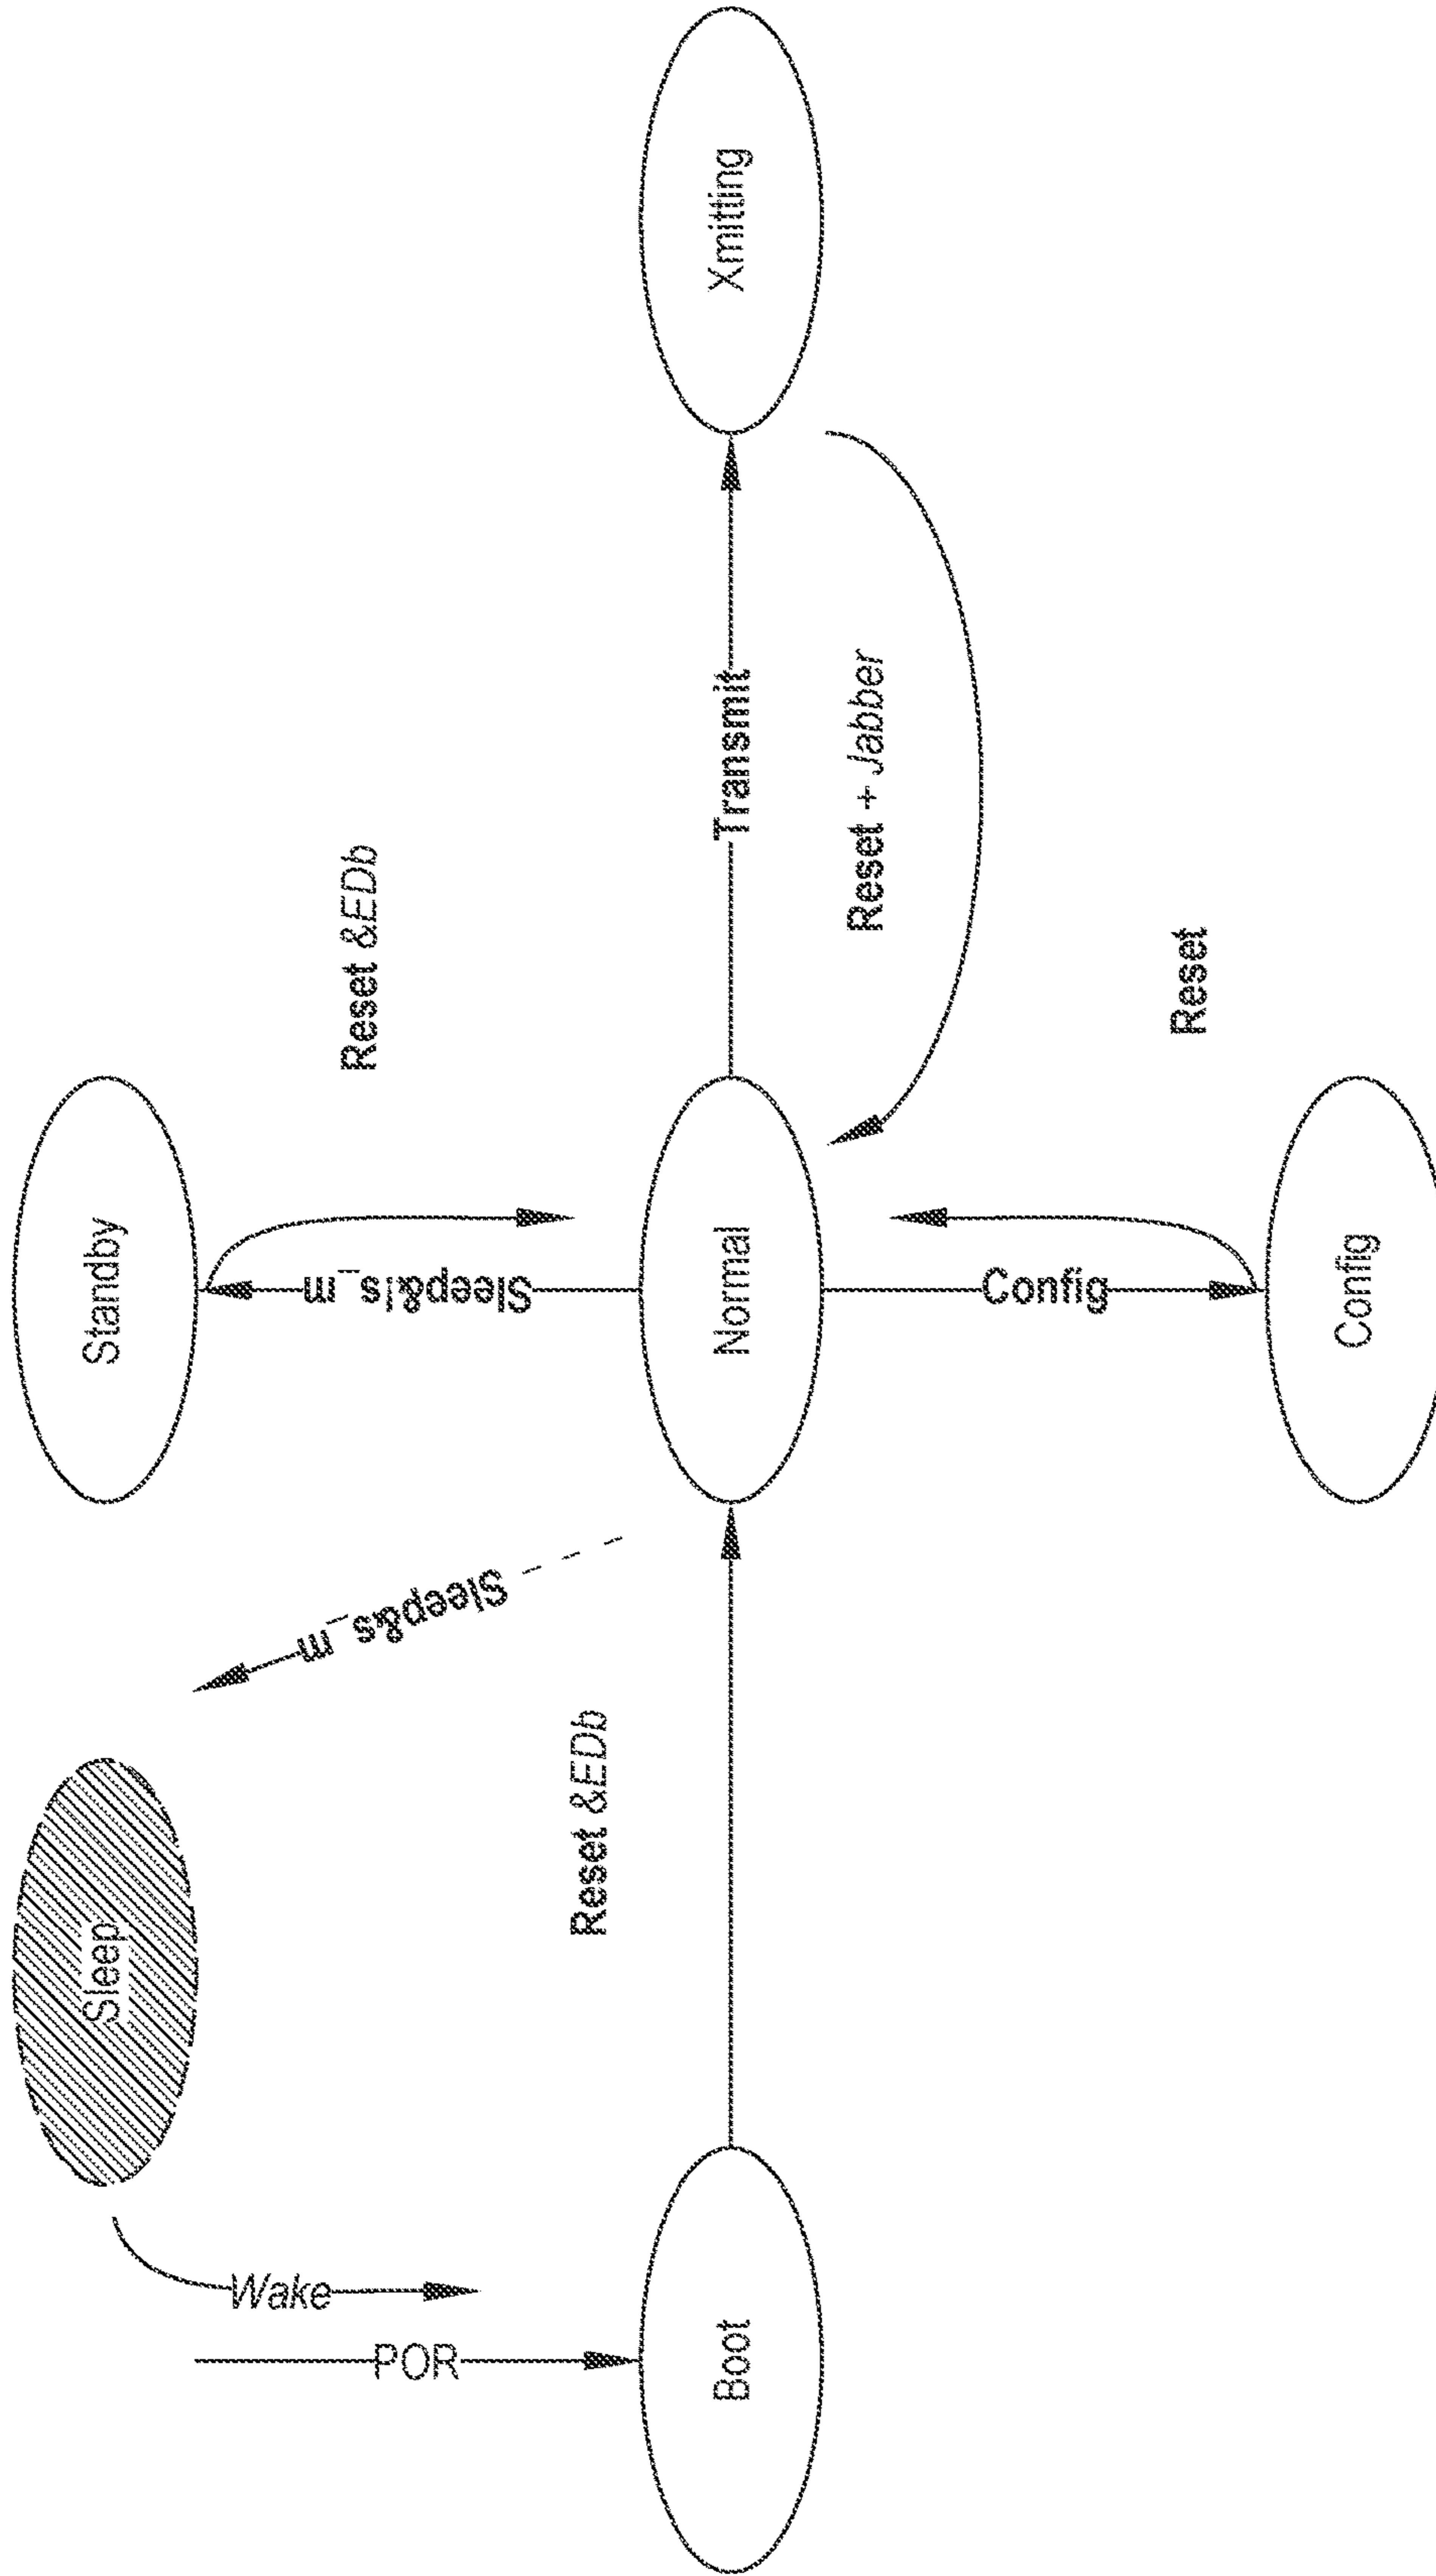 Sleep
Standby
Wake
POR
Sleep&s_m
Sleep&!s_m
Reset &EDb
Reset &EDb
Boot
Normal
Transmit
Xmitting
Reset + Jabber
Config
Reset
Config